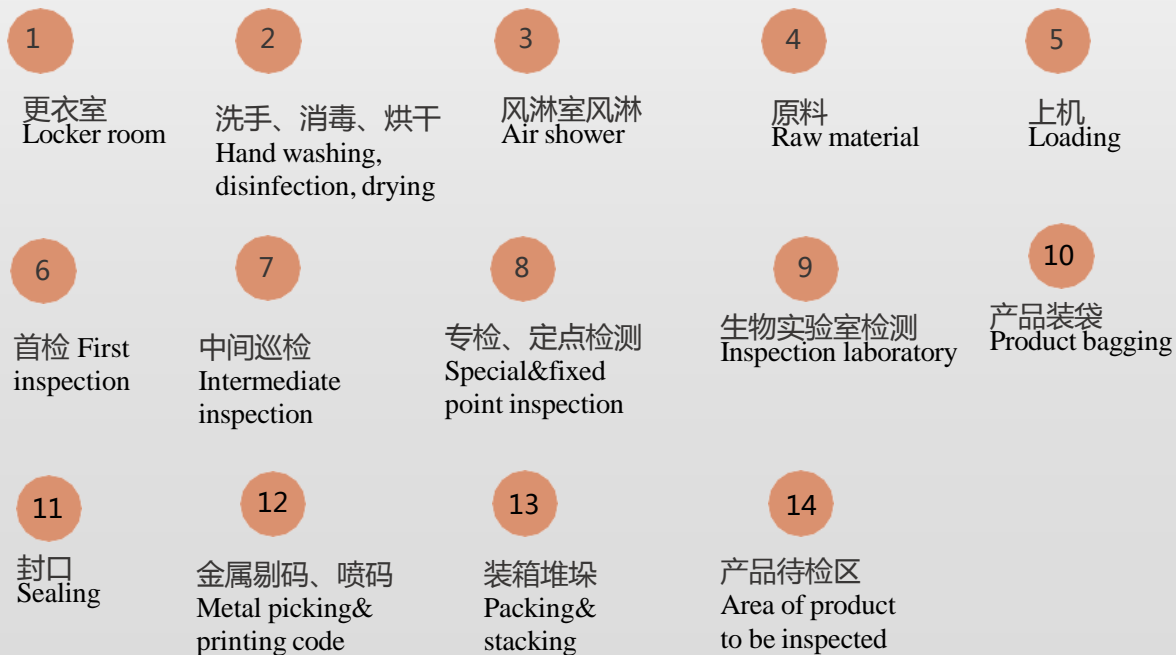 1
更衣室
Locker room
2
洗手、消毒、烘干
Hand washing,
disinfection, drying
3
风淋室风淋
Air shower
4
原料
Raw material
5
上机
Loading
6
首检 First
inspection
7
中间巡检
Intermediate
inspection
8
专检、定点检测
Special&fixed
point inspection
9
生物实验室检测
Inspection laboratory
10
产品装袋
Product bagging
11
封口
Sealing
12
金属剔码、喷码
Metal picking&
printing code
13
装箱堆垛
Packing&
stacking
14
产品待检区
Area of product
to be inspected